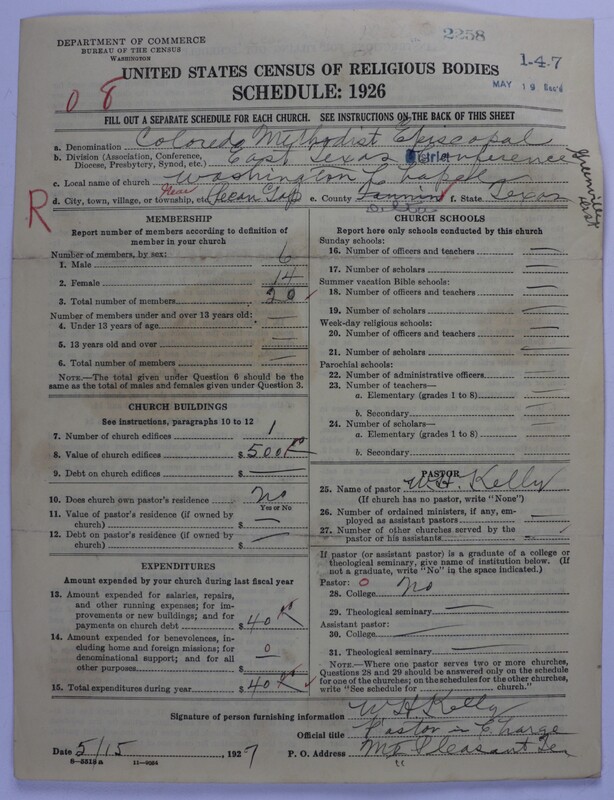 2258
DEPARTMENT OF COMMERCE
BUREAU OF THE CENSUS
WASHINGTON
1-4-7
MAY 19 Rec'd
UNITED STATES CENSUS OF RELIGIOUS BODIES
SCHEDULE: 1926
0 8
FILL OUT A SEPARATE SCHEDULE FOR EACH CHURCH. SEE INSTRUCTIONS ON THE BACK OF THIS SHEET
a. Denomination Colored Methodist Episcopal
b. Division (Association, Conference, Diocese, Presbytery, Synod, etc.) East Texas Conference
Greenville Dist
c. Local name of church Washington Chapel
R
d. City, town, village, or township, etc. Near Pecan Gap e. County Fannin f. State Texas
Delta
MEMBERSHIP
Report number of members according to definition of
member in your church
Number of members, by sex:
1. Male 6
2. Female 14
3. Total number of members 20
Number of members under and over 13 years old:
4. Under 13 years of age —
5. 13 years old and over —
6. Total number of members —
NOTE.—The total given under Question 6 should be the
same as the total of males and females given under Question 3.
CHURCH BUILDINGS
See instructions, paragraphs 10 to 12
7. Number of church edifices 1
8. Value of church edifices $ 500
9. Debt on church edifices $ —
10. Does church own pastor's residence No
Yes or No
11. Value of pastor's residence (if owned by
church) $ —
12. Debt on pastor's residence (if owned by
church) $ —
EXPENDITURES
Amount expended by your church during last fiscal year
13. Amount expended for salaries, repairs,
and other running expenses; for im-
provements or new buildings; and for
payments on church debt $ 40
14. Amount expended for benevolences, in-
cluding home and foreign missions; for
denominational support; and for all
other purposes $ 0
15. Total expenditures during year $ 40
CHURCH SCHOOLS
Report here only schools conducted by this church
Sunday schools:
16. Number of officers and teachers —
17. Number of scholars —
Summer vacation Bible schools:
18. Number of officers and teachers —
19. Number of scholars —
Week-day religious schools:
20. Number of officers and teachers —
21. Number of scholars —
Parochial schools:
22. Number of administrative officers —
23. Number of teachers—
a. Elementary (grades 1 to 8) —
b. Secondary —
24. Number of scholars—
a. Elementary (grades 1 to 8) —
b. Secondary —
PASTOR
25. Name of pastor W.H. Kelly
(If church has no pastor, write "None")
26. Number of ordained ministers, if any, em-
ployed as assistant pastors —
27. Number of other churches served by the
pastor or his assistants
If pastor (or assistant pastor) is a graduate of a college or
theological seminary, give name of institution below. (If
not a graduate, write "No" in the space indicated.)
Pastor: 0
28. College No
29. Theological seminary —
Assistant pastor:
30. College —
31. Theological seminary —
NOTE.—Where one pastor serves two or more churches,
Questions 28 and 29 should be answered only on the schedule
for one of the churches; on the schedules for the other churches,
write "See schedule for ........ church."
Signature of person furnishing information W H Kelly
Official title Pastor in Charge
Date 5/15, 1927 P. O. Address Mt Pleasant Tex
8-5518 a 11-9024